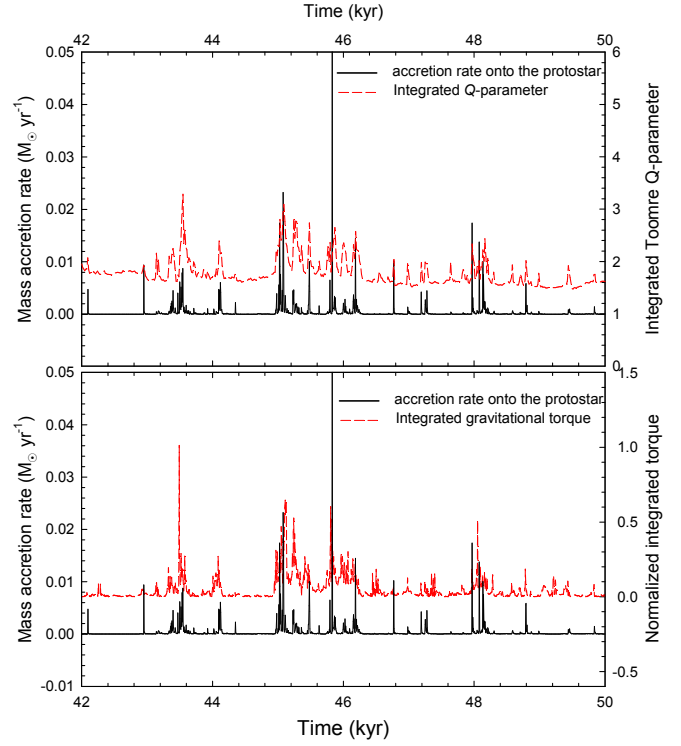 Time (kyr)
42 44 46 48 50
0.05 6
accretion rate onto the protostar
Integrated Q-parameter
0.04 5
0.03 4
0.02 3
0.01 2
0.00 1
0
Mass accretion rate (M⊙ yr-1)
Integrated Toomre Q-parameter
0.05 1.5
accretion rate onto the protostar
Integrated gravitational torque
0.04
1.0
0.03
0.02 0.5
0.01
0.0
0.00
-0.5
-0.01
Mass accretion rate (M⊙ yr-1)
Normalized integrated torque
42 44 46 48 50
Time (kyr)